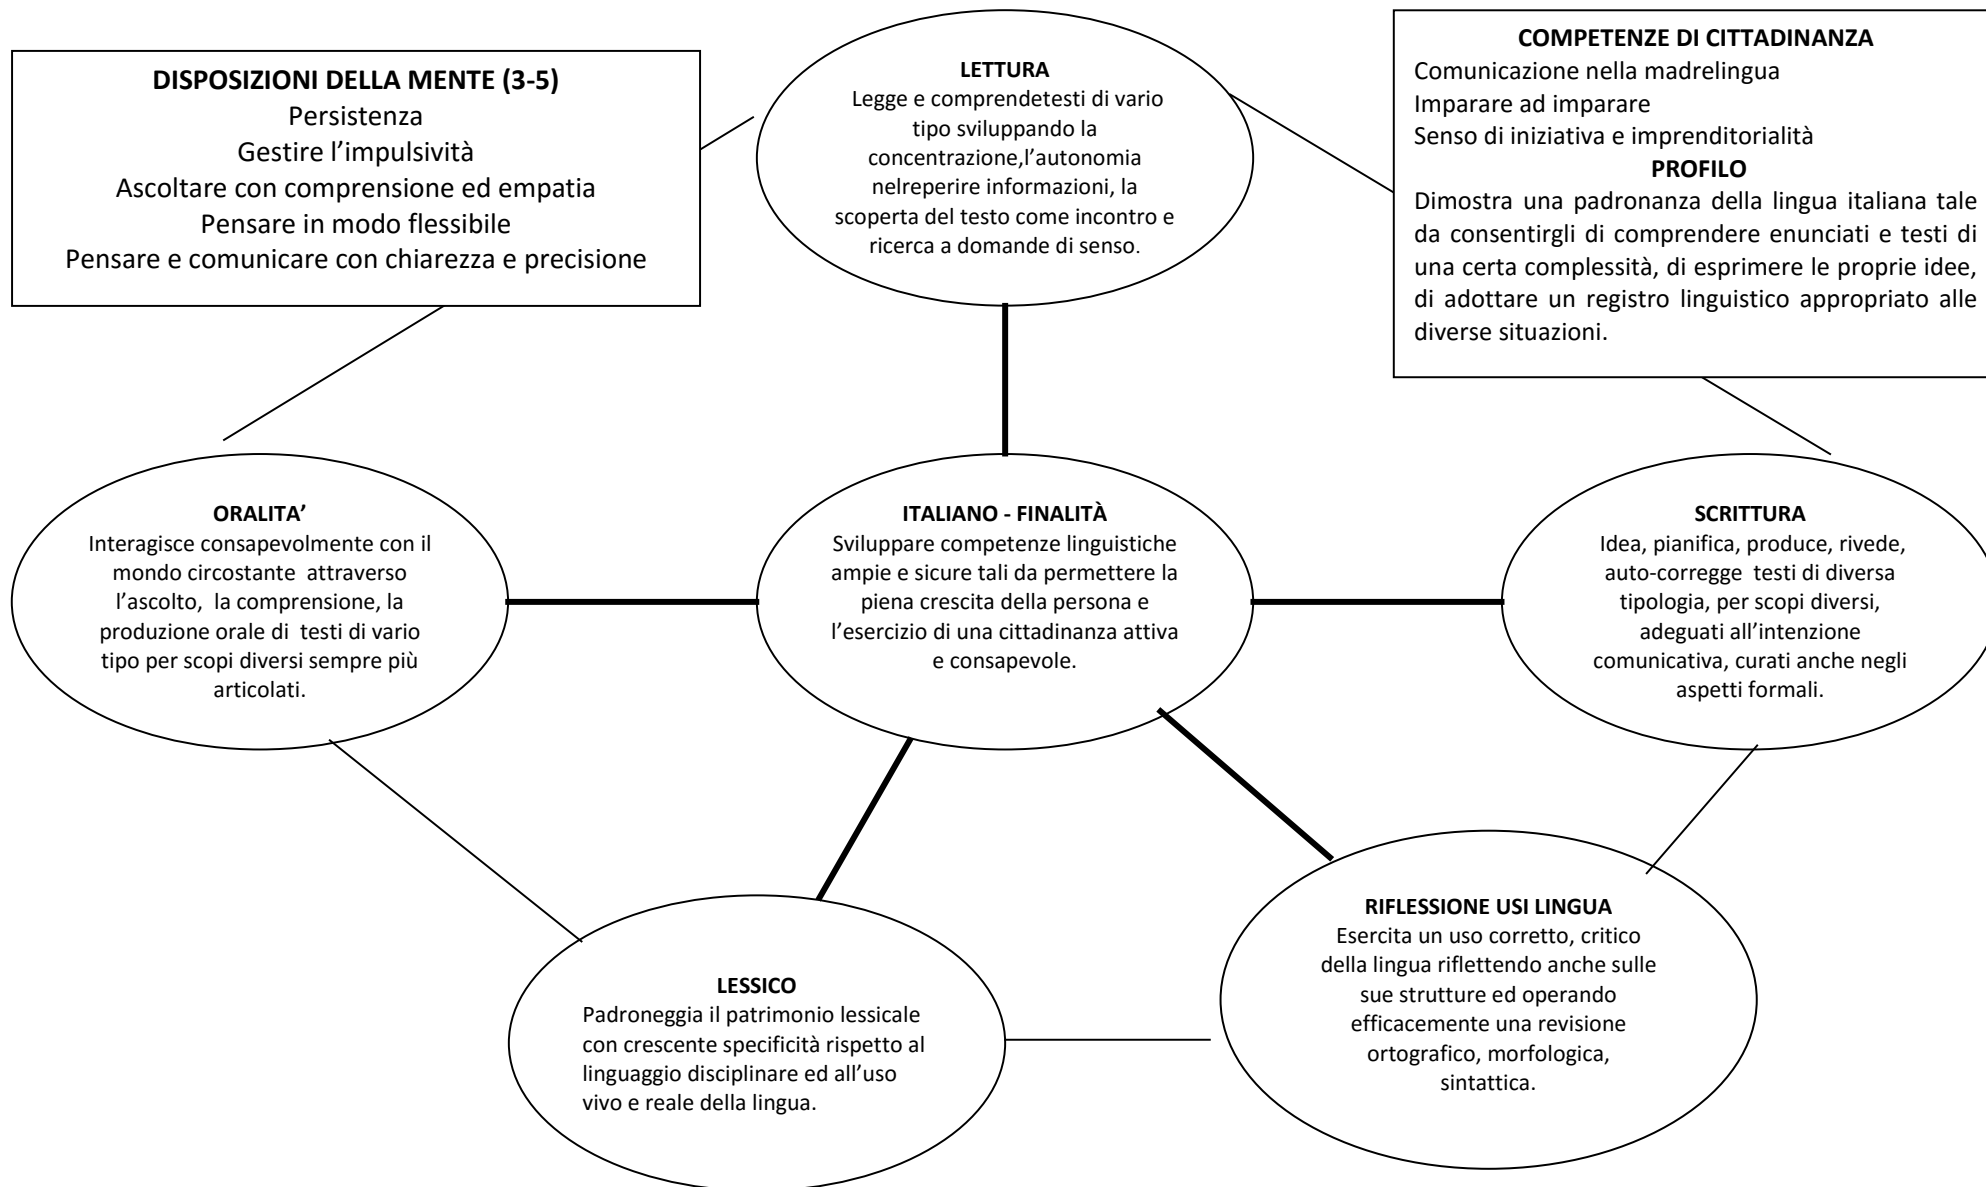 DISPOSIZIONI DELLA MENTE (3-5)
Persistenza
Gestire l’impulsività
Ascoltare con comprensione ed empatia
Pensare in modo flessibile
Pensare e comunicare con chiarezza e precisione
LETTURA
Legge e comprendetesti di vario
tipo sviluppando la
concentrazione,l’autonomia
nelreperire informazioni, la
scoperta del testo come incontro e
ricerca a domande di senso.
COMPETENZE DI CITTADINANZA
Comunicazione nella madrelingua
Imparare ad imparare
Senso di iniziativa e imprenditorialità
PROFILO
Dimostra una padronanza della lingua italiana tale
da consentirgli di comprendere enunciati e testi di
una certa complessità, di esprimere le proprie idee,
di adottare un registro linguistico appropriato alle
diverse situazioni.
ORALITA’
Interagisce consapevolmente con il
mondo circostante attraverso
l’ascolto, la comprensione, la
produzione orale di testi di vario
tipo per scopi diversi sempre più
articolati.
ITALIANO - FINALITÀ
Sviluppare competenze linguistiche
ampie e sicure tali da permettere la
piena crescita della persona e
l’esercizio di una cittadinanza attiva
e consapevole.
SCRITTURA
Idea, pianifica, produce, rivede,
auto-corregge testi di diversa
tipologia, per scopi diversi,
adeguati all’intenzione
comunicativa, curati anche negli
aspetti formali.
LESSICO
Padroneggia il patrimonio lessicale
con crescente specificità rispetto al
linguaggio disciplinare ed all’uso
vivo e reale della lingua.
RIFLESSIONE USI LINGUA
Esercita un uso corretto, critico
della lingua riflettendo anche sulle
sue strutture ed operando
efficacemente una revisione
ortografico, morfologica,
sintattica.